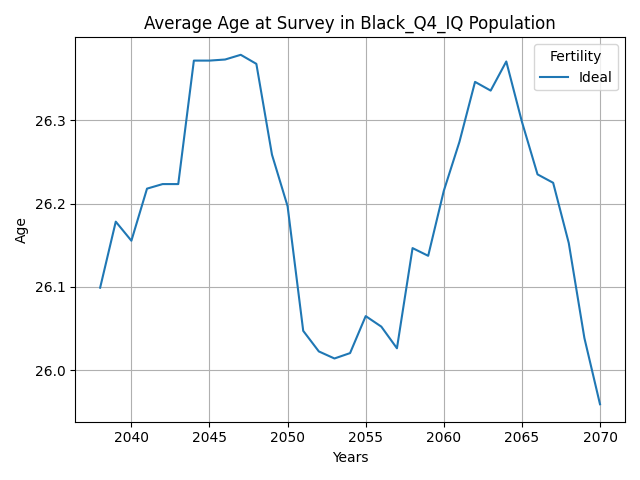 Average Age at Survey in Black_Q4_IQ Population
Fertility
Ideal
26.3
26.2
26.1
26.0
Age
2040 2045 2050 2055 2060 2065 2070
Years